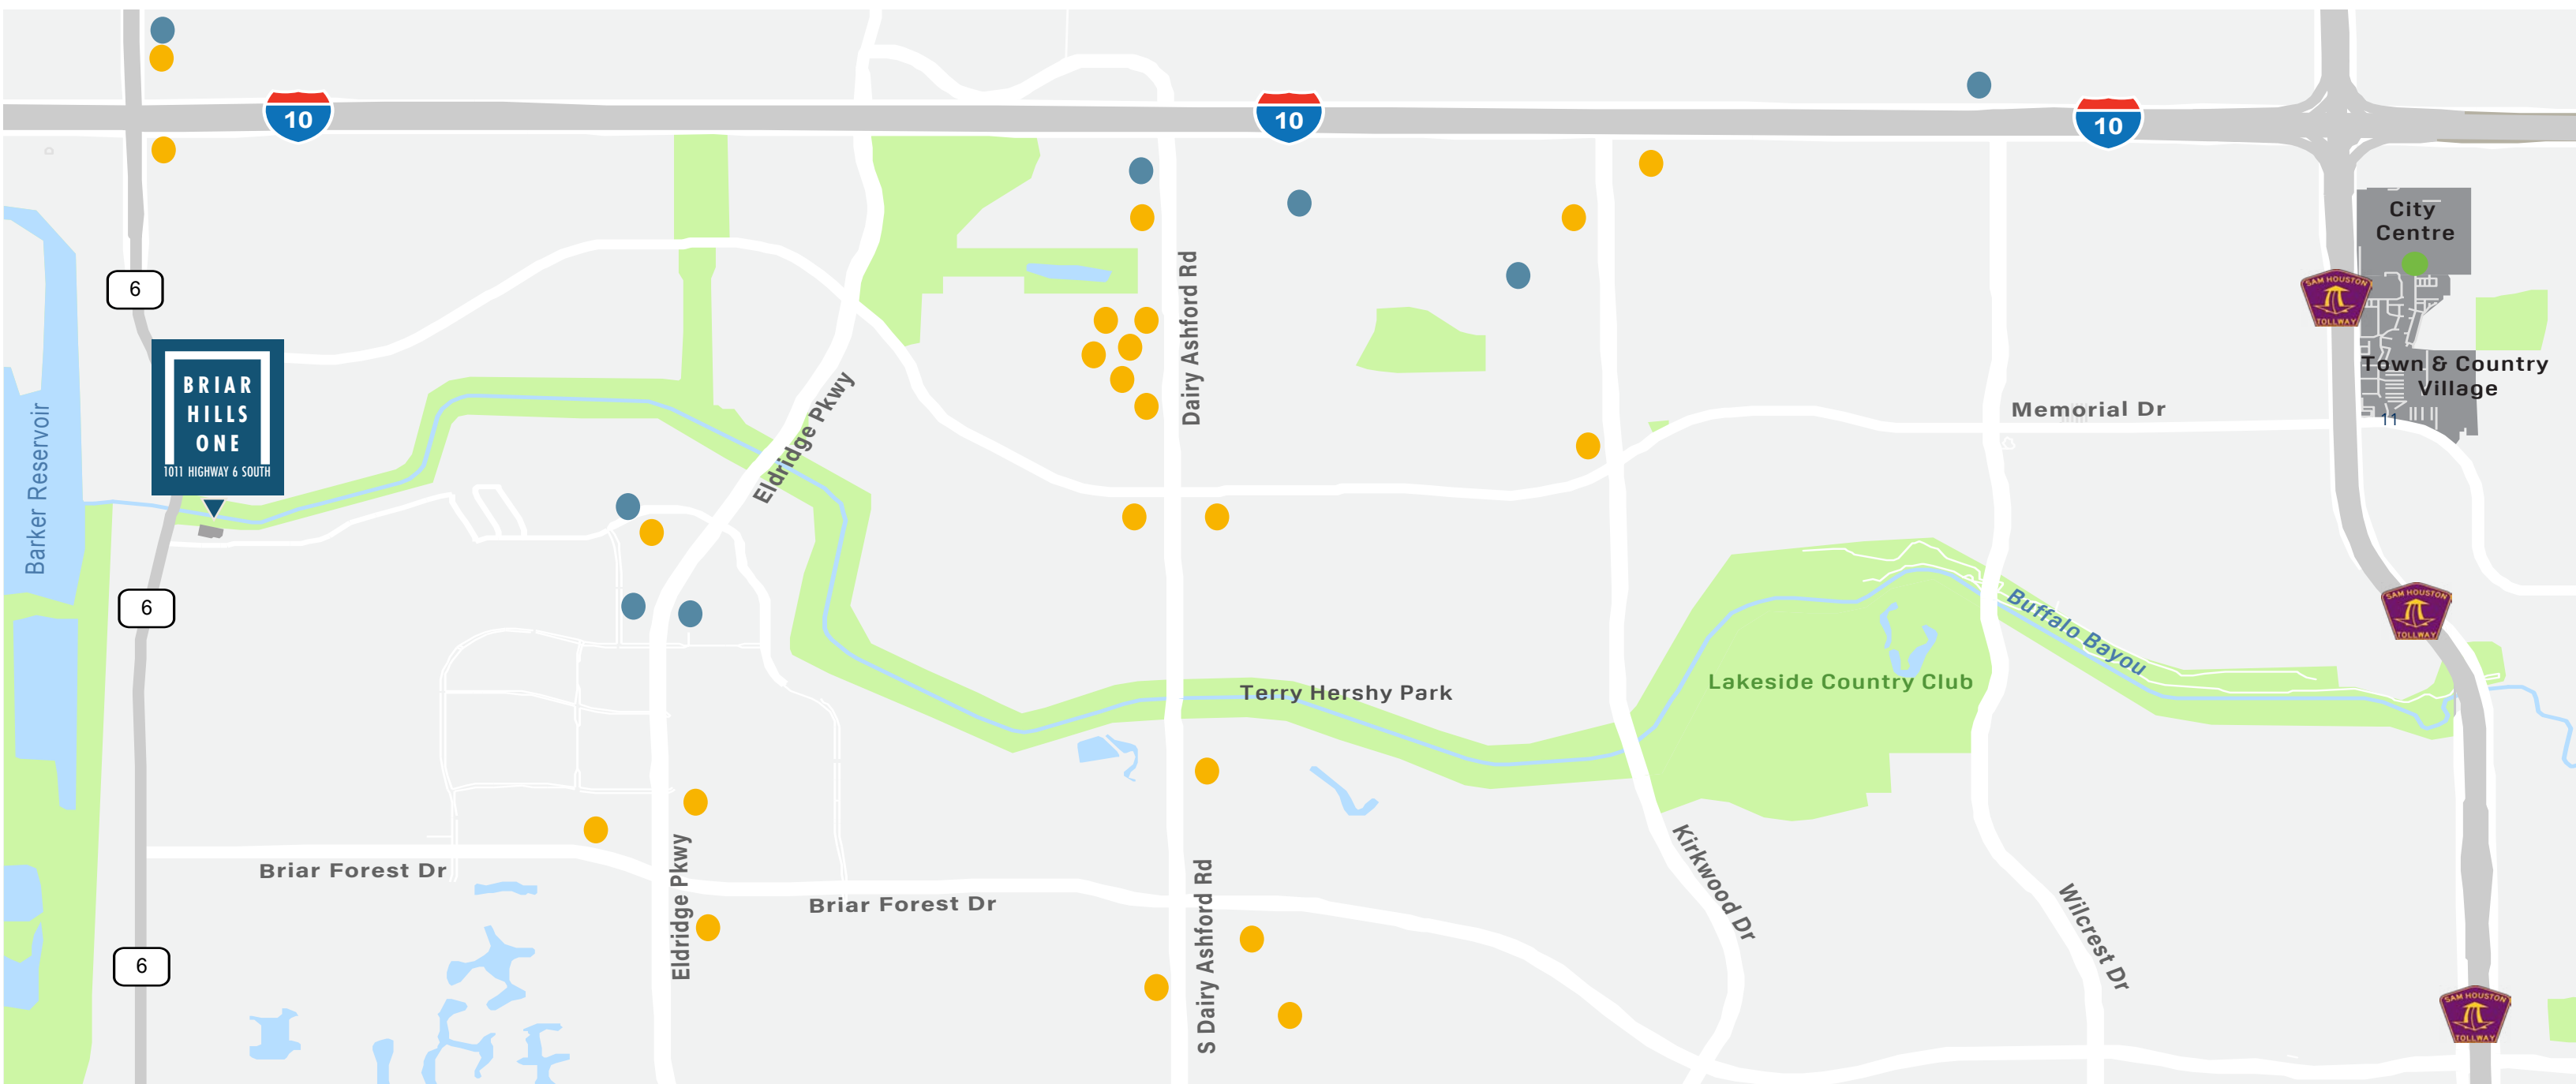 10
10
10
City
Centre
6
Dairy Ashford Rd
SAM HOUSTON
TOLLWAY
BRIAR
HILLS
ONE
1011 HIGHWAY 6 SOUTH
Town & Country
Village
Eldridge Pkwy
Memorial Dr
11
Barker Reservoir
6
SAM HOUSTON
TOLLWAY
Buffalo Bayou
Terry Hershy Park
Lakeside Country Club
Briar Forest Dr
Eldridge Pkwy
Briar Forest Dr
S Dairy Ashford Rd
Kirkwood Dr
Wilcrest Dr
6
SAM HOUSTON
TOLLWAY